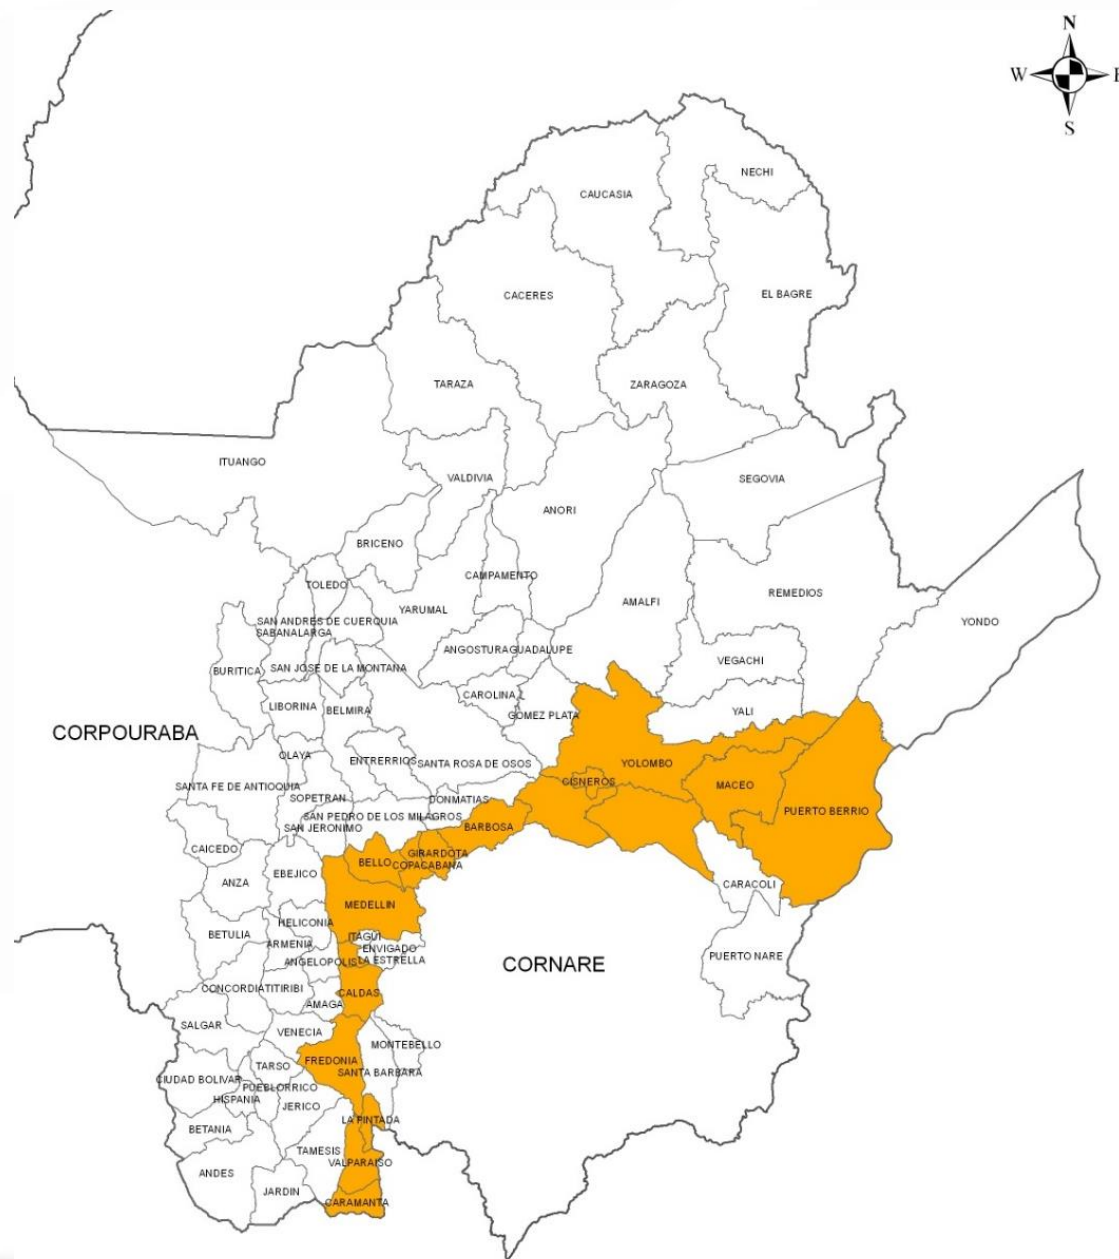 N
W
E
S
NECHI
CAUCASIA
EL BAGRE
CACERES
TARAZA
ZARAGOZA
ITUANGO
VALDIVIA
SEGOVIA
ANORI
BRICENO
CAMPAMENTO
TOLEDO
REMEDIOS
AMALFI
YARUMAL
SAN ANDRES DE CUERQUIA
YONDO
SABANALARGA
ANGOSTURA
GUADALUPE
VEGACHI
SAN JOSE DE LA MONTANA
BURITICA
CAROLINA
LIBORINA
BELMIRA
YALI
GOMEZ PLATA
CORPOURABA
OLAYA
ENTRERRIOS
SANTA ROSA DE OSOS
YOLOMBO
CISNEROS
SANTA FE DE ANTIOQUIA
MACEO
SOPETRAN
DONMATIAS
PUERTO BERRIO
SAN PEDRO DE LOS MILAGROS
SAN JERONIMO
BARBOSA
CAICEDO
GIRARDOTA
BELLO
COPACABANA
EBEJICO
ANZA
CARACOLI
MEDELLIN
HELICONIA
BETULIA
ITAGUI
ARMENIA
ENVIGADO
PUERTO NARE
ANGELOPOLIS
LA ESTRELLA
CORNARE
CONCORDIA
TITIRIBI
CALDAS
AMAGA
SALGAR
VENECIA
MONTEBELLO
FREDONIA
TARSO
SANTA BARBARA
CIUDAD BOLIVAR
PUEBLORRICO
HISPANIA
JERICO
LA PINTADA
BETANIA
TAMESIS
VALPARAISO
ANDES
JARDIN
CARAMANTA